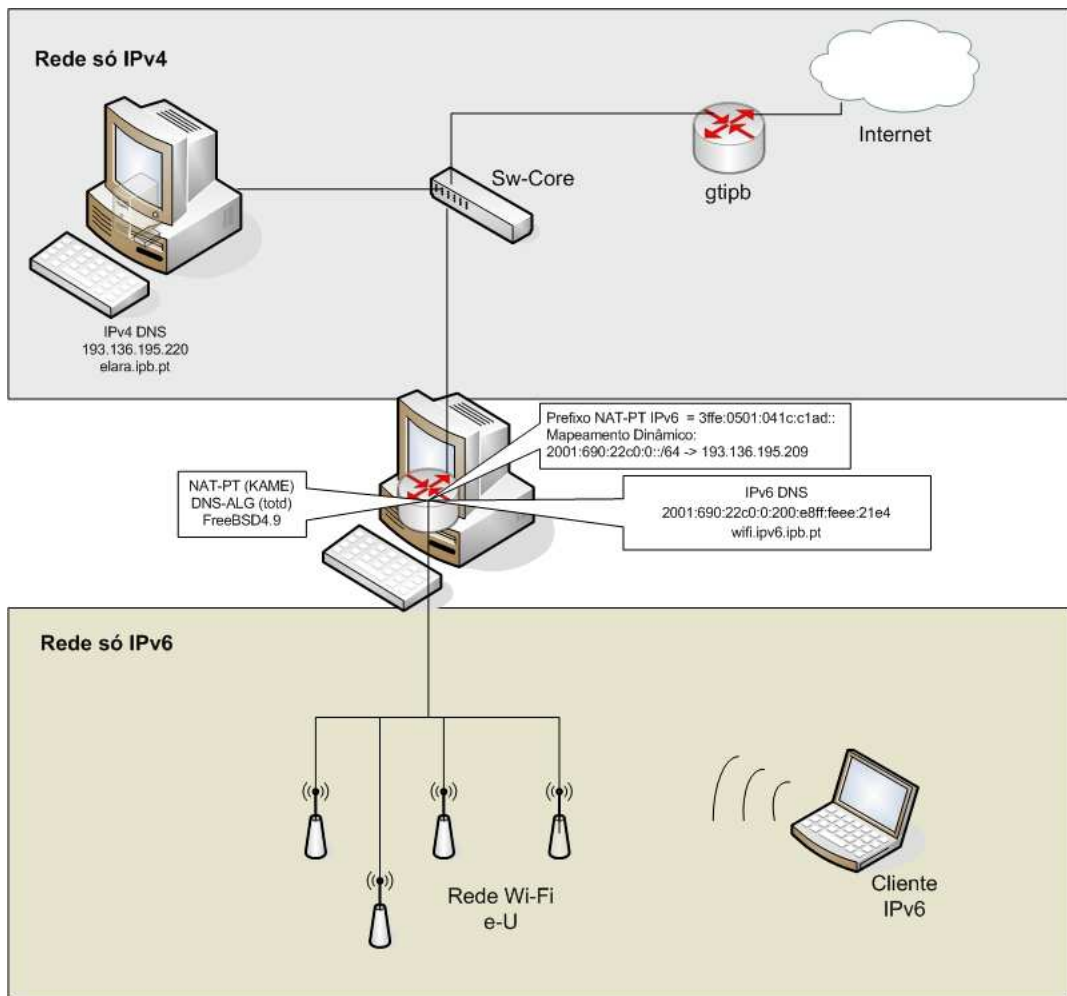 Rede só IPv4
Internet
Sw-Core
gtipb
IPv4 DNS
193.136.195.220
elara.ipb.pt
Prefixo NAT-PT IPv6 = 3ffe:0501:041c:c1ad::
Mapeamento Dinâmico:
2001:690:22c0:0::/64 -> 193.136.195.209
NAT-PT (KAME)
DNS-ALG (totd)
FreeBSD4.9
IPv6 DNS
2001:690:22c0:0:200:e8ff:feee:21e4
wifi.ipv6.ipb.pt
Rede só IPv6
Rede Wi-Fi
e-U
Cliente
IPv6